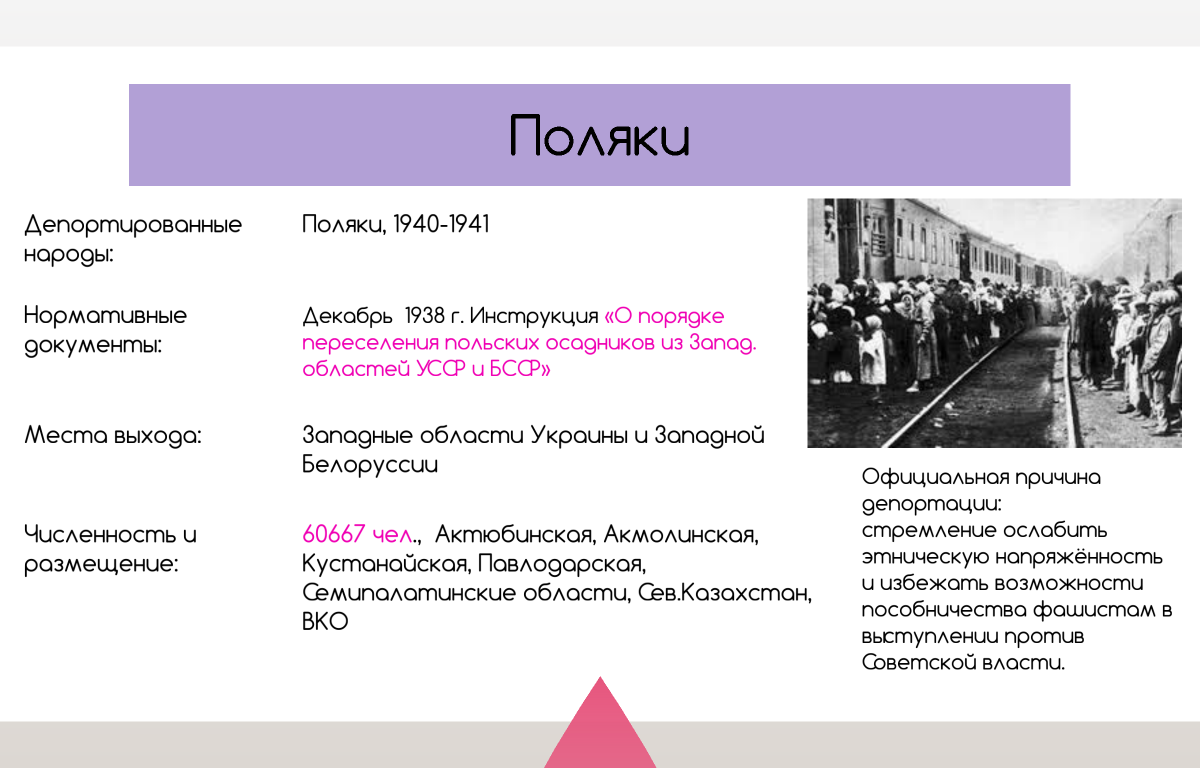 Поляки
Депортированные
народы:
Поляки, 1940-1941
Нормативные
документы:
Декабрь  1938 г. Инструкция «О порядке
переселения польских осадников из Запад.
областей УССР и БССР»
Места выхода:
Западные области Украины и Западной
Белоруссии
Численность и
размещение:
60667 чел.,  Актюбинская, Акмолинская,
Кустанайская, Павлодарская,
Семипалатинские области, Сев.Казахстан,
ВКО
Официальная причина
депортации:
стремление ослабить
этническую напряжённость
и избежать возможности
пособничества фашистам в
выступлении против
Советской власти.